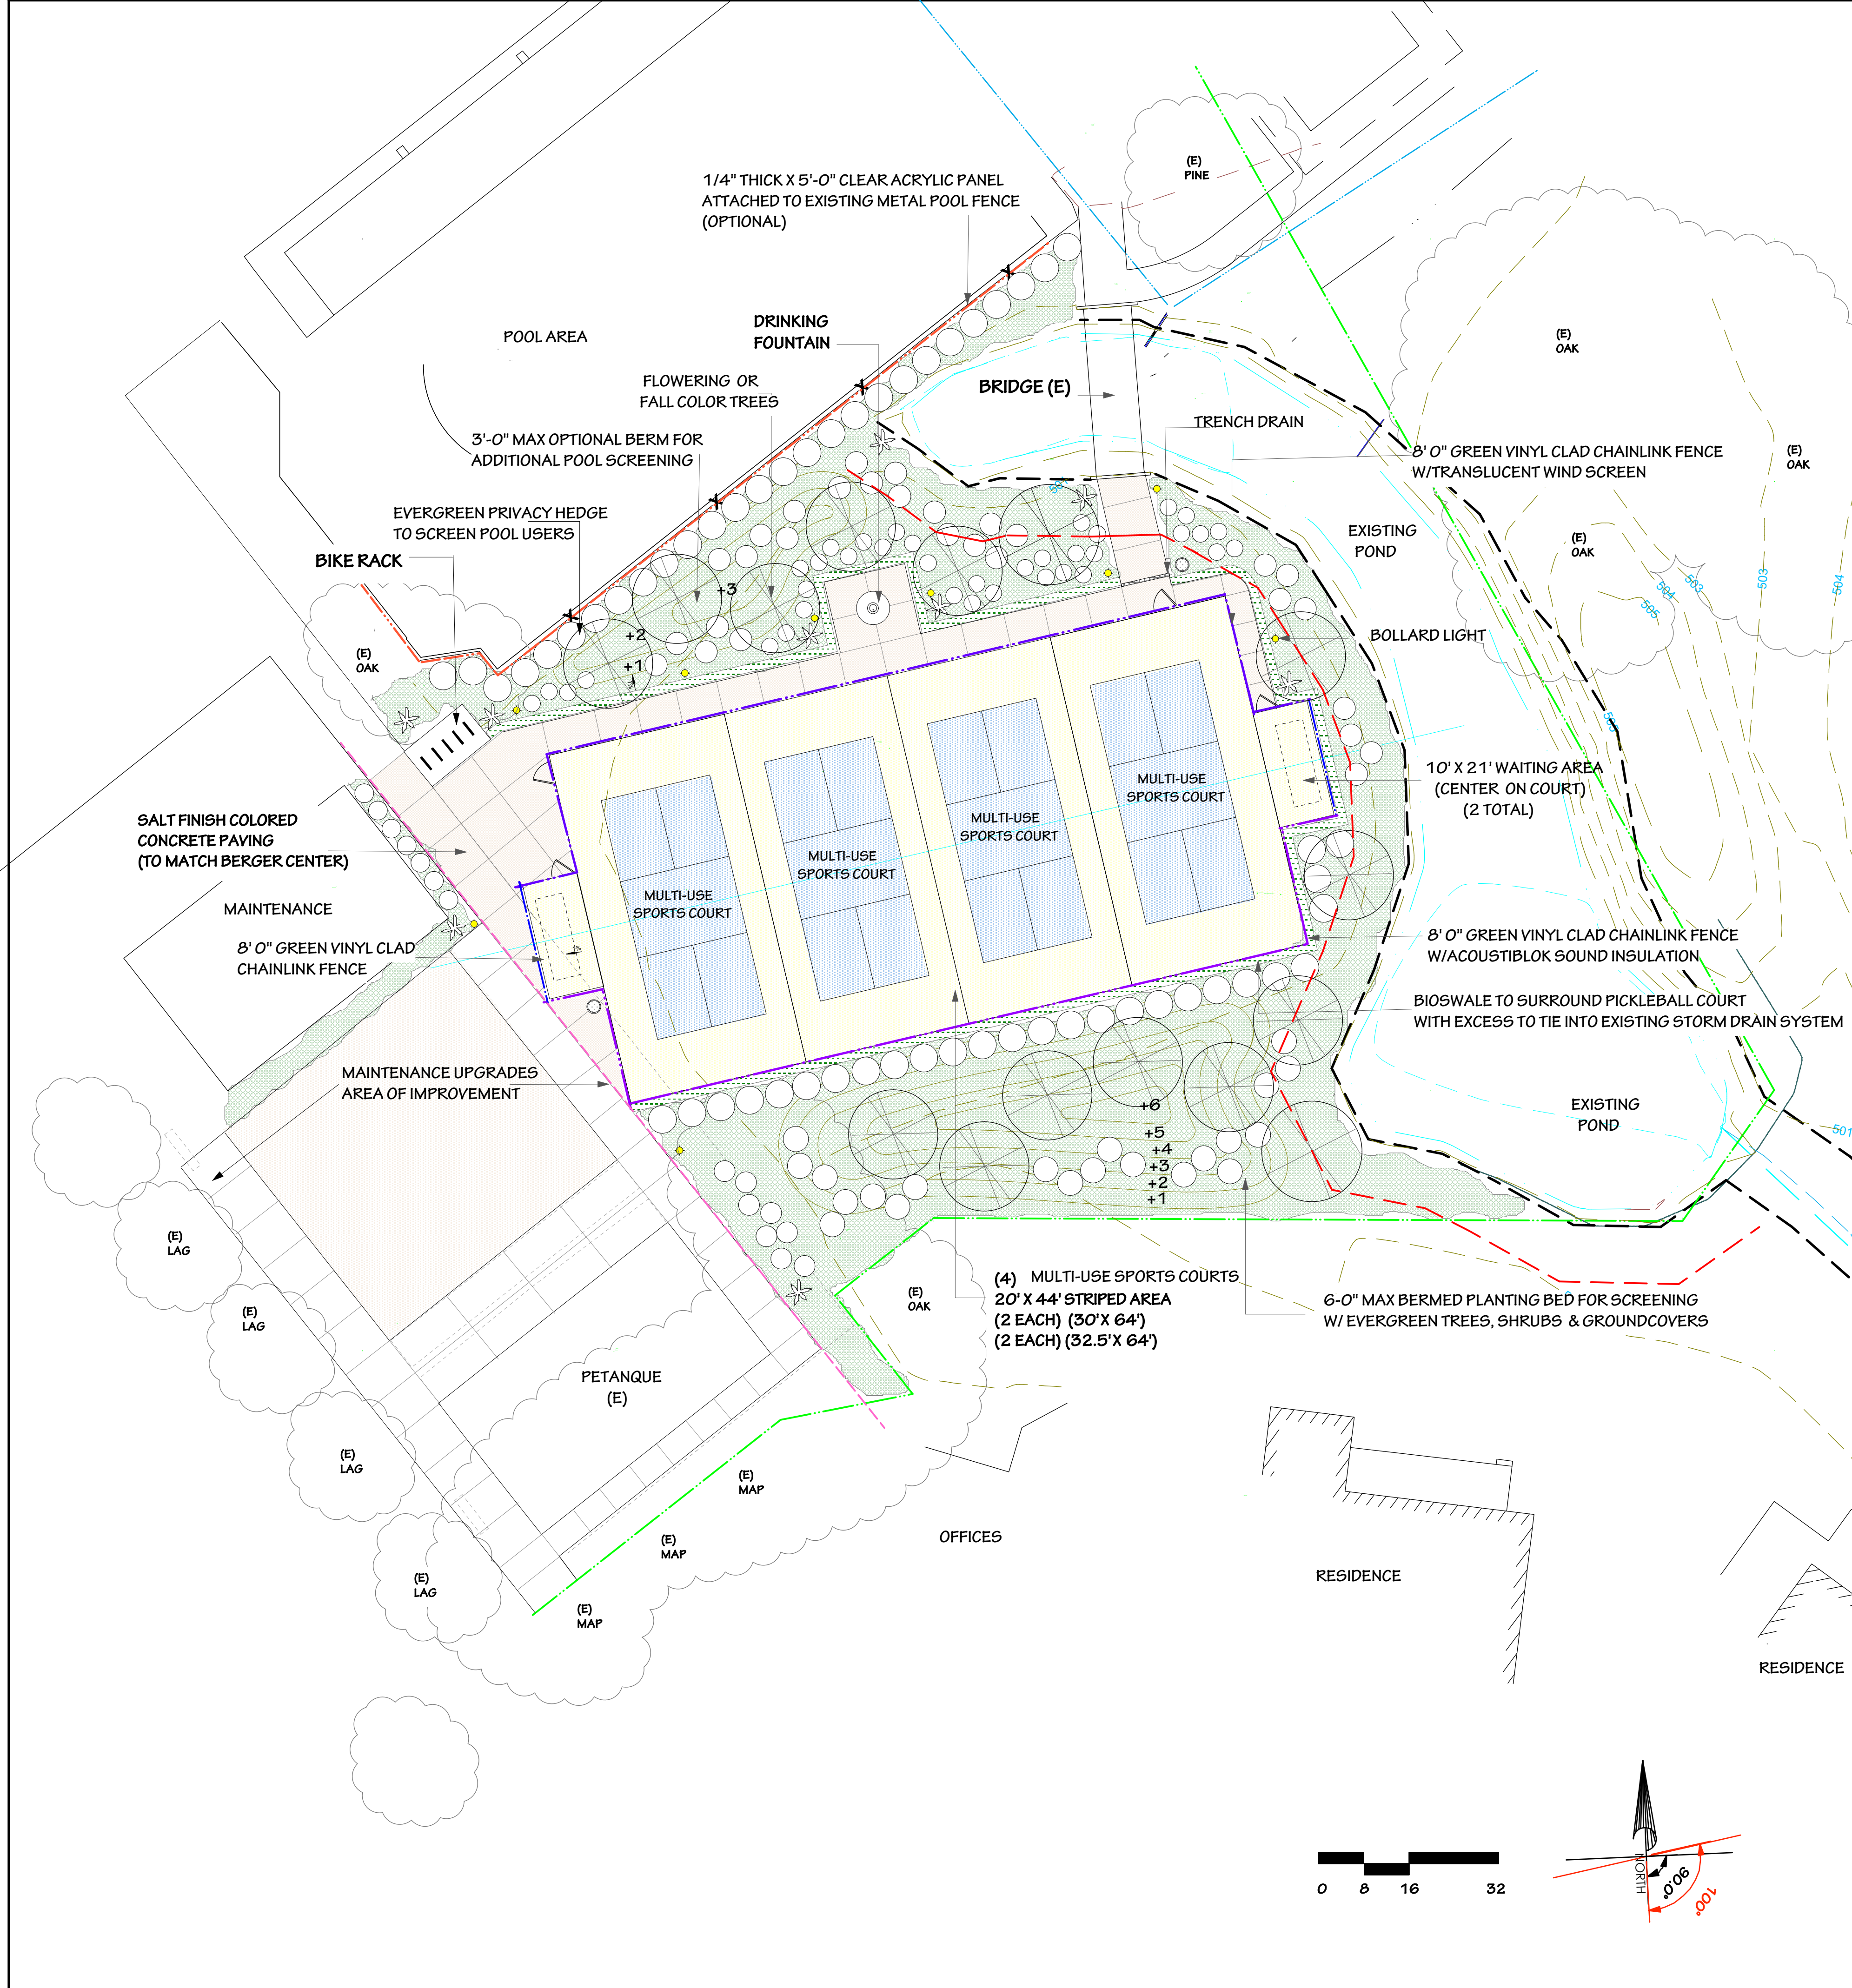 (E)
PINE
1/4" THICK X 5'-0" CLEAR ACRYLIC PANEL
ATTACHED TO EXISTING METAL POOL FENCE
(OPTIONAL)
POOL AREA
DRINKING
FOUNTAIN
(E)
OAK
FLOWERING OR
FALL COLOR TREES
BRIDGE (E)
TRENCH DRAIN
3'-0" MAX OPTIONAL BERM FOR
ADDITIONAL POOL SCREENING
8' 0" GREEN VINYL CLAD CHAINLINK FENCE
W/TRANSLUCENT WIND SCREEN
(E)
OAK
EVERGREEN PRIVACY HEDGE
TO SCREEN POOL USERS
EXISTING
POND
(E)
OAK
BIKE RACK
504
503
503
504
505
+3
+2
+1
BOLLARD LIGHT
(E)
OAK
MULTI-USE
SPORTS COURT
10' X 21' WAITING AREA
(CENTER ON COURT)
(2 TOTAL)
MULTI-USE
SPORTS COURT
SALT FINISH COLORED
CONCRETE PAVING
(TO MATCH BERGER CENTER)
MULTI-USE
SPORTS COURT
MULTI-USE
SPORTS COURT
MAINTENANCE
8' 0" GREEN VINYL CLAD
CHAINLINK FENCE
8' 0" GREEN VINYL CLAD CHAINLINK FENCE
W/ACOUSTIBLOK SOUND INSULATION
BIOSWALE TO SURROUND PICKLEBALL COURT
WITH EXCESS TO TIE INTO EXISTING STORM DRAIN SYSTEM
MAINTENANCE UPGRADES
AREA OF IMPROVEMENT
EXISTING
POND
501
+6
+5
+4
+3
+2
+1
(E)
LAG
(E)
LAG
(E)
OAK
(4) MULTI-USE SPORTS COURTS
20' X 44' STRIPED AREA
(2 EACH) (30' X 64')
(2 EACH) (32.5' X 64')
6-0" MAX BERMED PLANTING BED FOR SCREENING
W/ EVERGREEN TREES, SHRUBS & GROUNDCOVERS
PETANQUE
(E)
(E)
LAG
(E)
MAP
(E)
MAP
OFFICES
(E)
LAG
(E)
MAP
RESIDENCE
RESIDENCE
0 8 16 32
NORTH
90.0°
100°